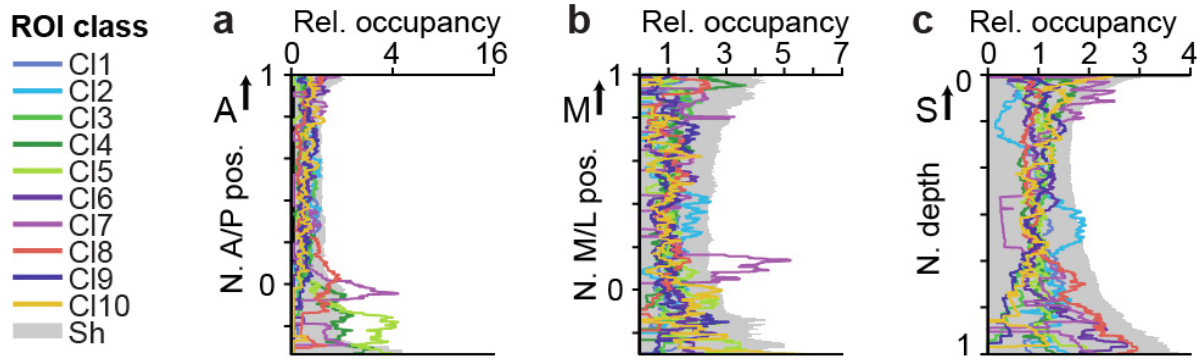 ROI class
Cl1
Cl2
Cl3
Cl4
Cl5
Cl6
Cl7
Cl8
Cl9
Cl10
Sh
a
Rel. occupancy
0 4 16
1
A
0
N. A/P pos.
b
Rel. occupancy
1 3 5 7
1
M
0
N. M/L pos.
c
Rel. occupancy
0 1 2 3 4
0
S
1
N. depth